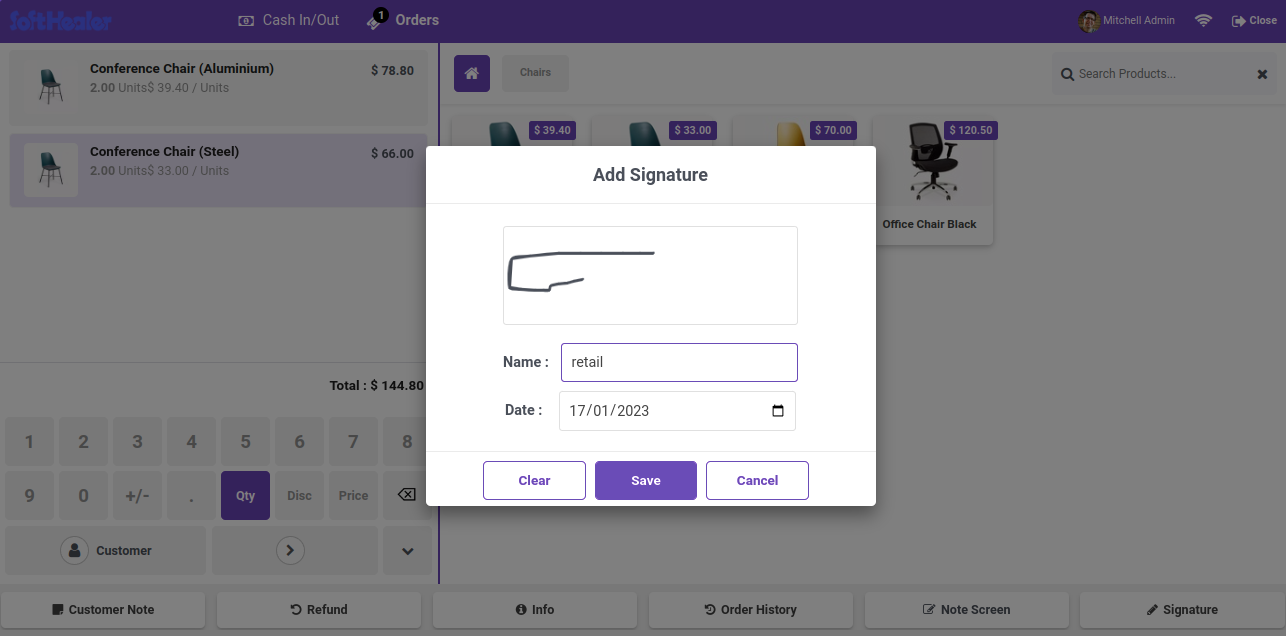 SoftHealer
Cash In/Out
1
Orders
Mitchell Admin
Close
Conference Chair (Aluminium)
$ 78.80
2.00 Units$ 39.40 / Units
Conference Chair (Steel)
$ 66.00
2.00 Units$ 33.00 / Units
Chairs
Search Products...
$ 39.40
$ 33.00
$ 70.00
$ 120.50
Office Chair Black
Add Signature
Name :
retail
Date :
17/01/2023
Clear
Save
Cancel
Total : $ 144.80
1 2 3 4 5 6 7 8
9 0 +/- . Qty Disc Price
Customer
Customer Note
Refund
Info
Order History
Note Screen
Signature